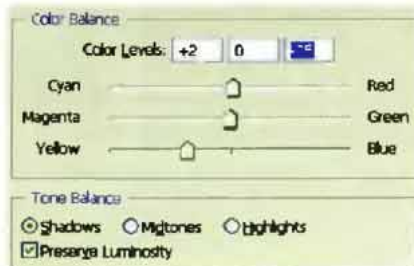 Color Balance
Color Levels: +2 0
Cyan Red
Magenta Green
Yellow Blue
Tone Balance
Shadows Midtones Highlights
Preserve Luminosity